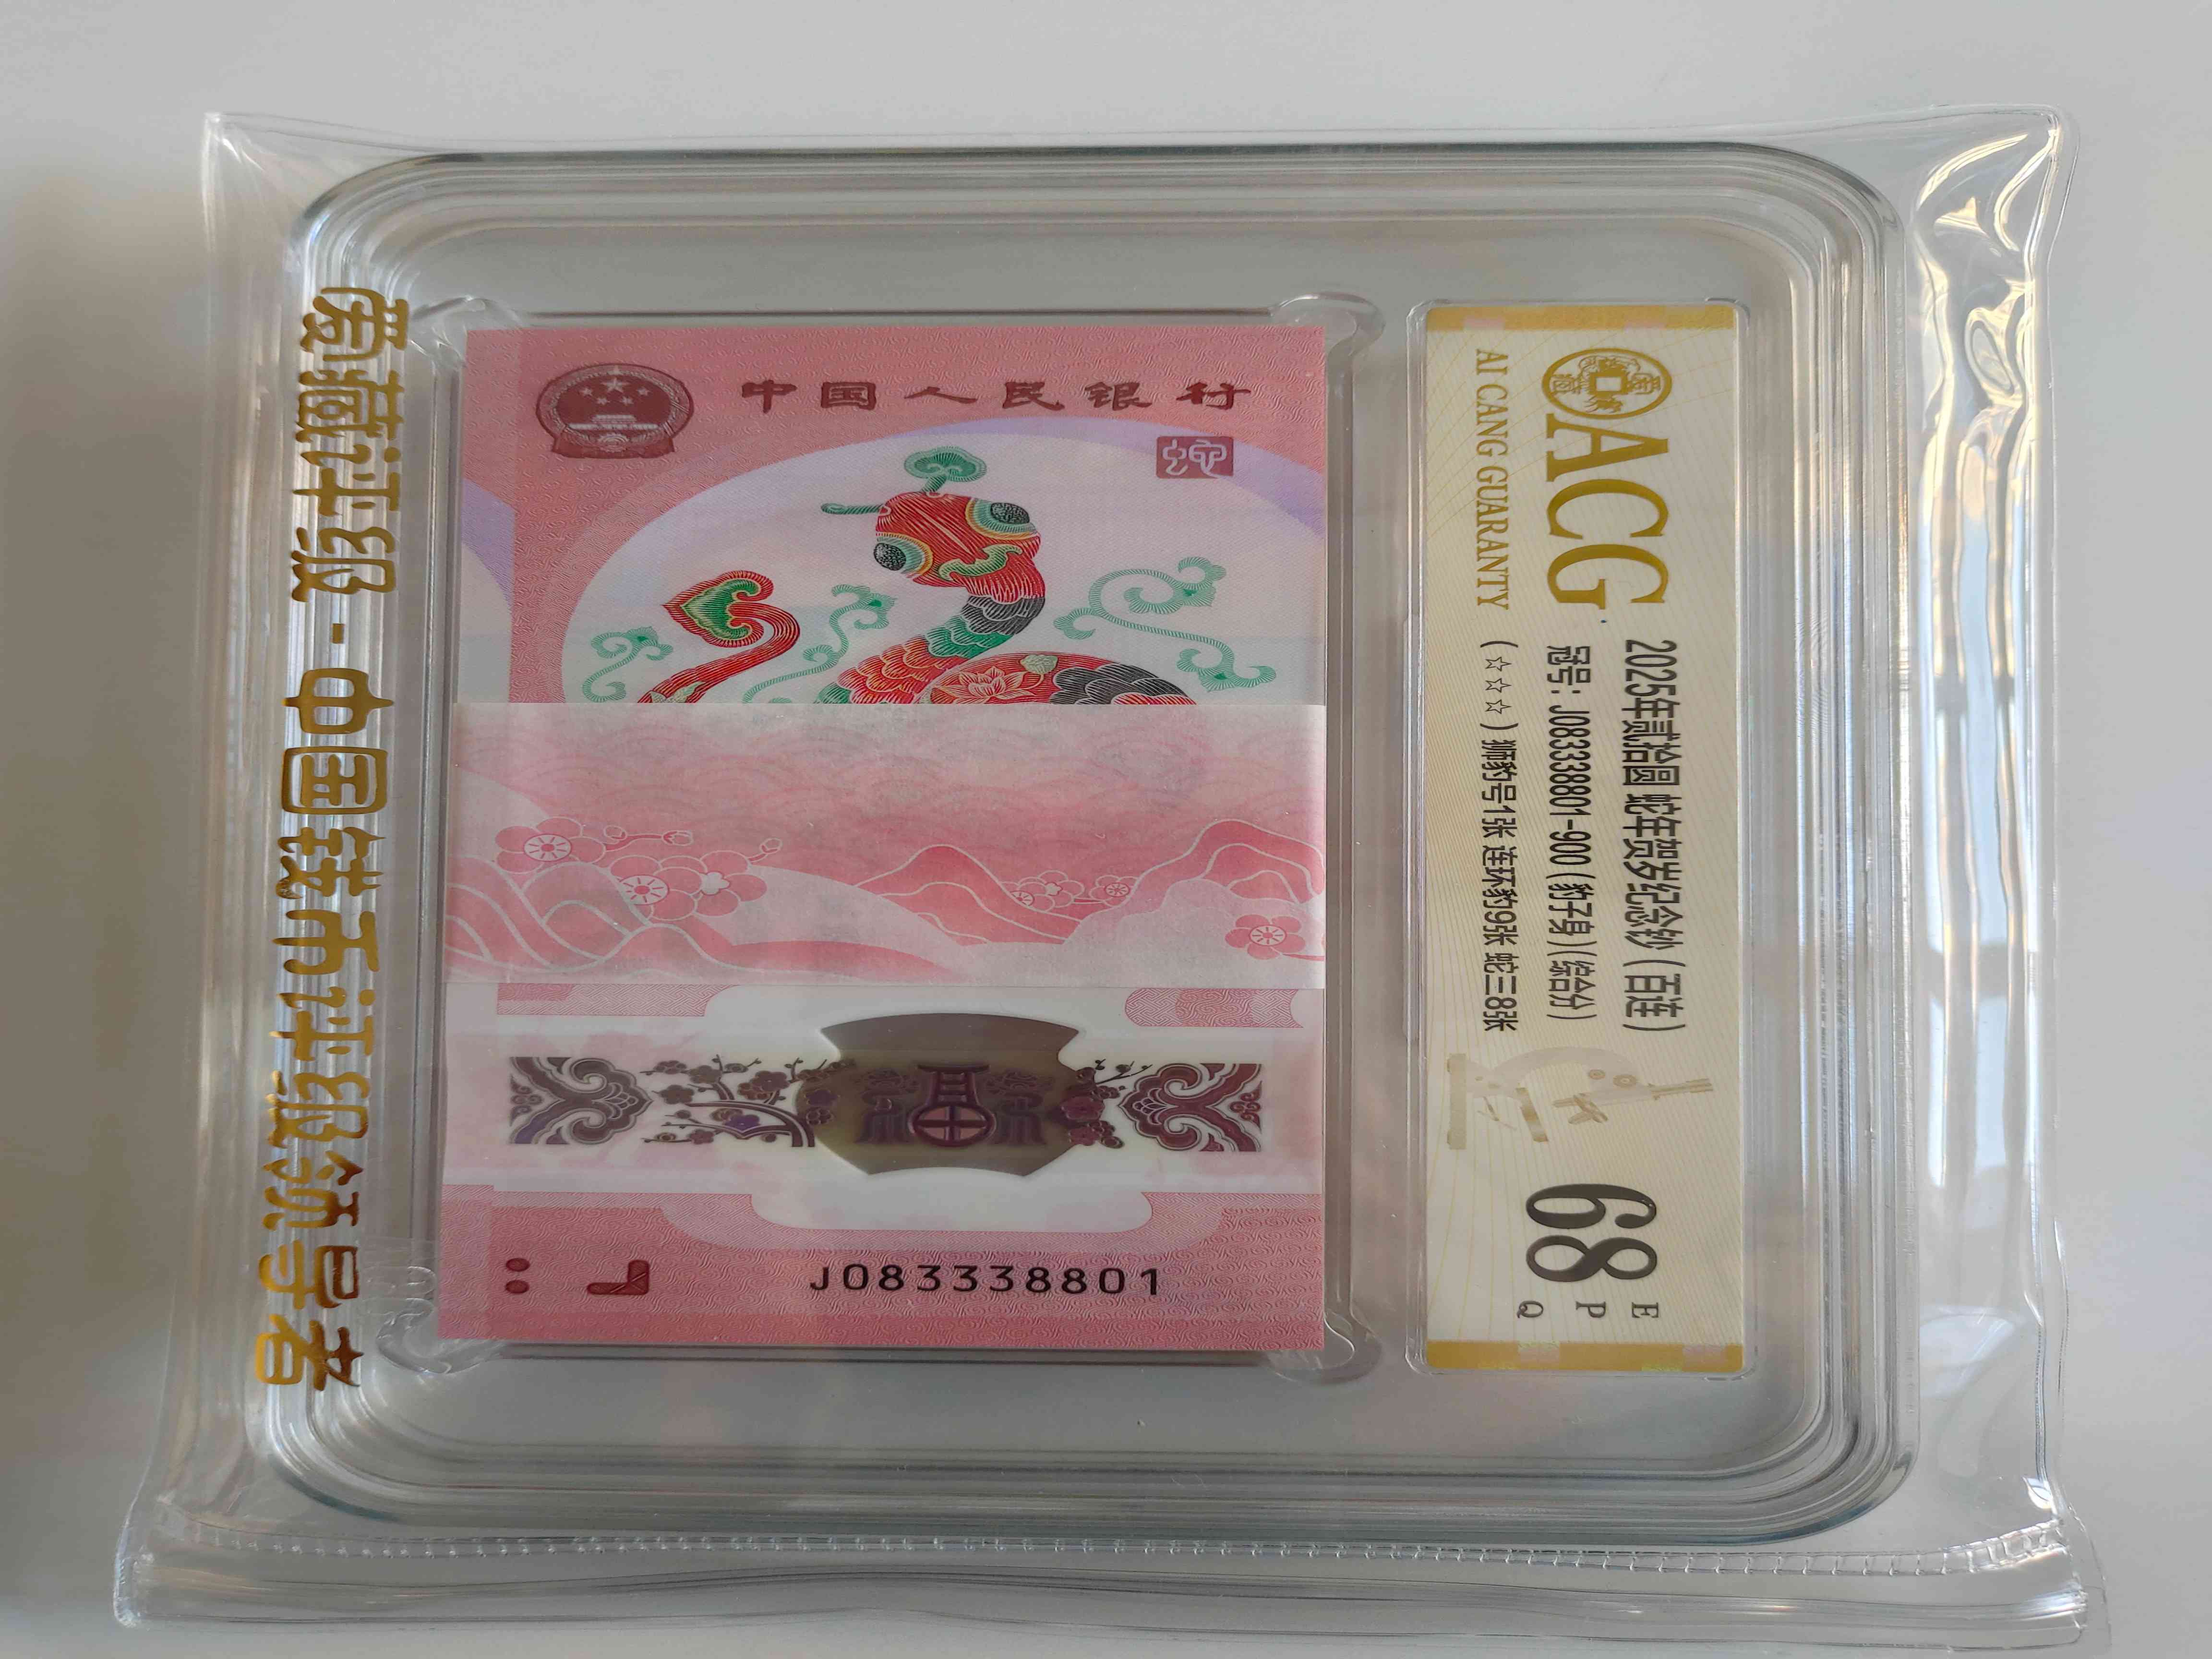 爱藏评级 - 中国钱币评级领导者
中国人民银行
蛇
J083338801
ACG
AI CANG GUARANTY
2025年贰拾圆 蛇年贺岁纪念钞 (百连)
冠号: J083338801-900 (豹子身)(综合分)
(☆☆☆) 狮豹号1张 连环豹9张 蛇三8张
68
E
P
Q